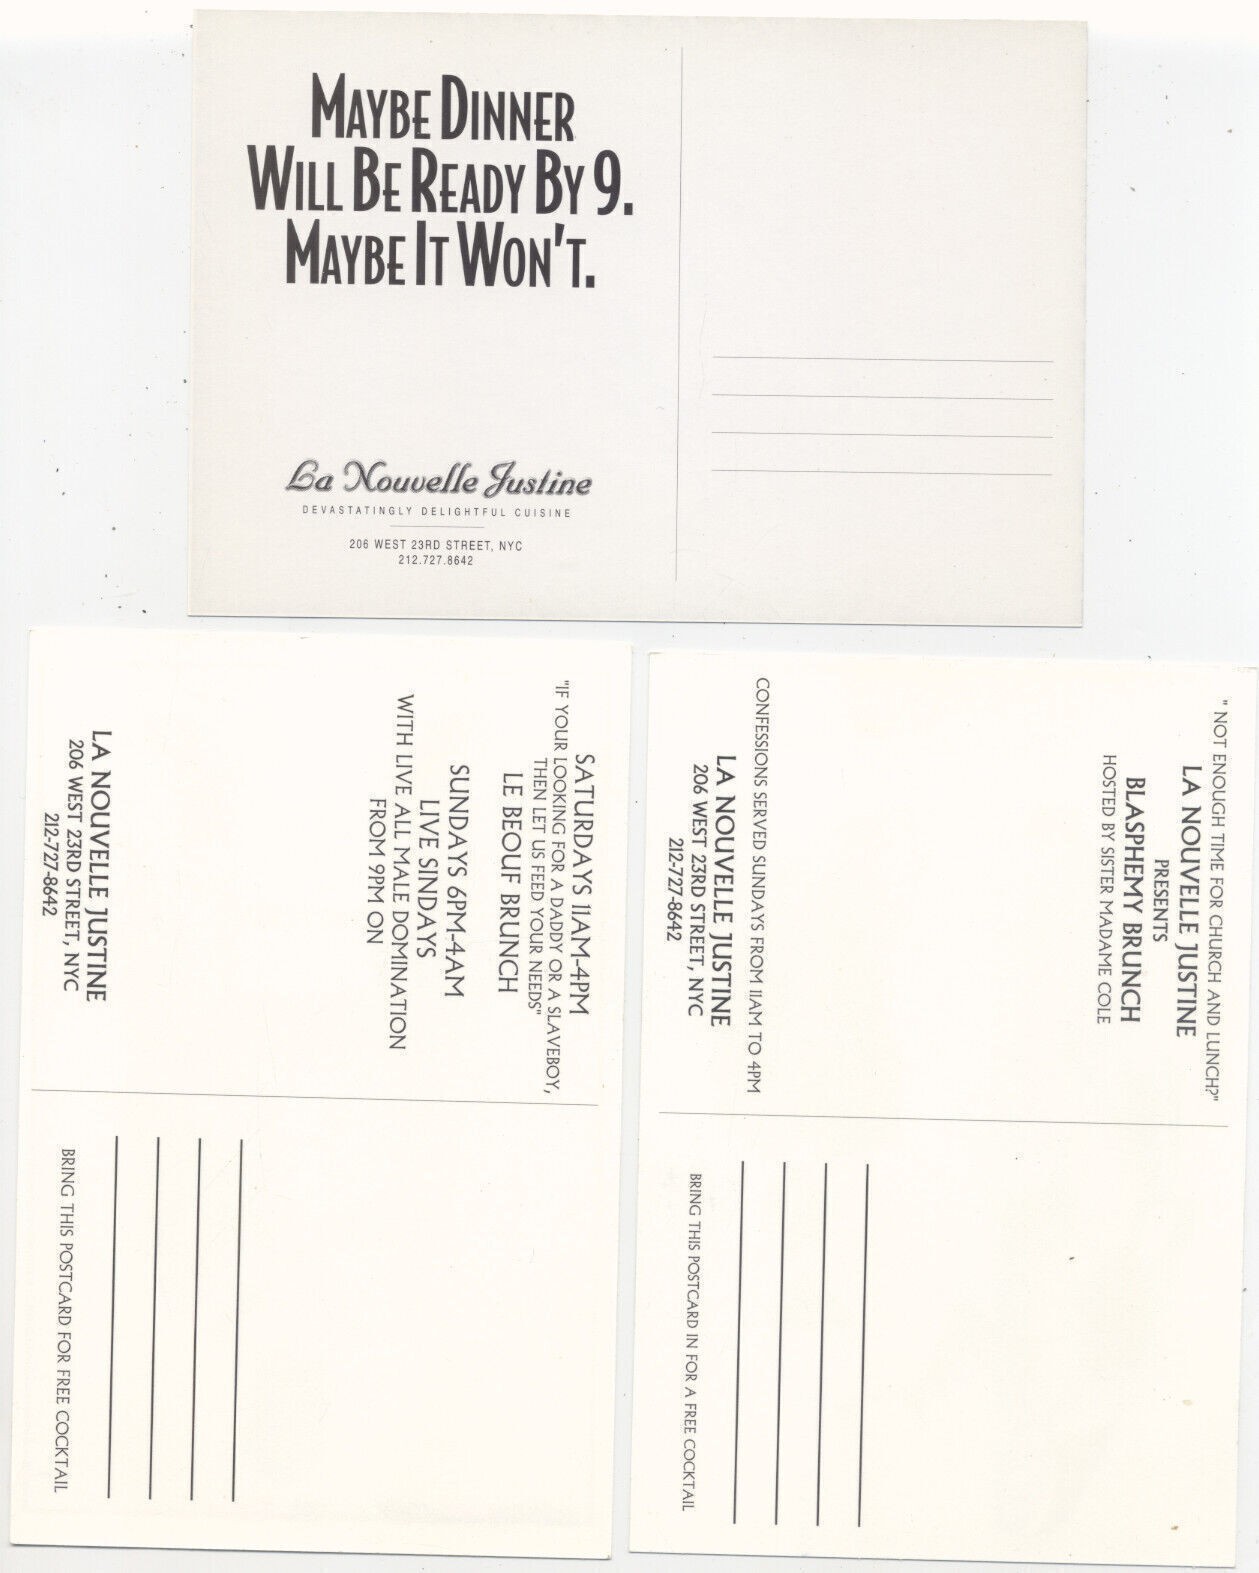 MAYBE DINNER
WILL BE READY BY 9.
MAYBE IT WON'T.
La Nouvelle Justine
DEVASTATINGLY DELIGHTFUL CUISINE
206 WEST 23RD STREET, NYC
212.727.8642
SATURDAYS 11AM-4PM
"IF YOUR LOOKING FOR A DADDY OR A SLAVEBOY,
THEN LET US FEED YOUR NEEDS"
LE BEOUF BRUNCH
SUNDAYS 6PM-4AM
LIVE SINDAYS
WITH LIVE ALL MALE DOMINATION
FROM 9PM ON
LA NOUVELLE JUSTINE
206 WEST 23RD STREET, NYC
212-727-8642
BRING THIS POSTCARD FOR FREE COCKTAIL
" NOT ENOUGH TIME FOR CHURCH AND LUNCH?"
LA NOUVELLE JUSTINE
PRESENTS
BLASPHEMY BRUNCH
HOSTED BY SISTER MADAME COLE
CONFESSIONS SERVED SUNDAYS FROM 11AM TO 4PM
LA NOUVELLE JUSTINE
206 WEST 23RD STREET, NYC
212-727-8642
BRING THIS POSTCARD IN FOR A FREE COCKTAIL